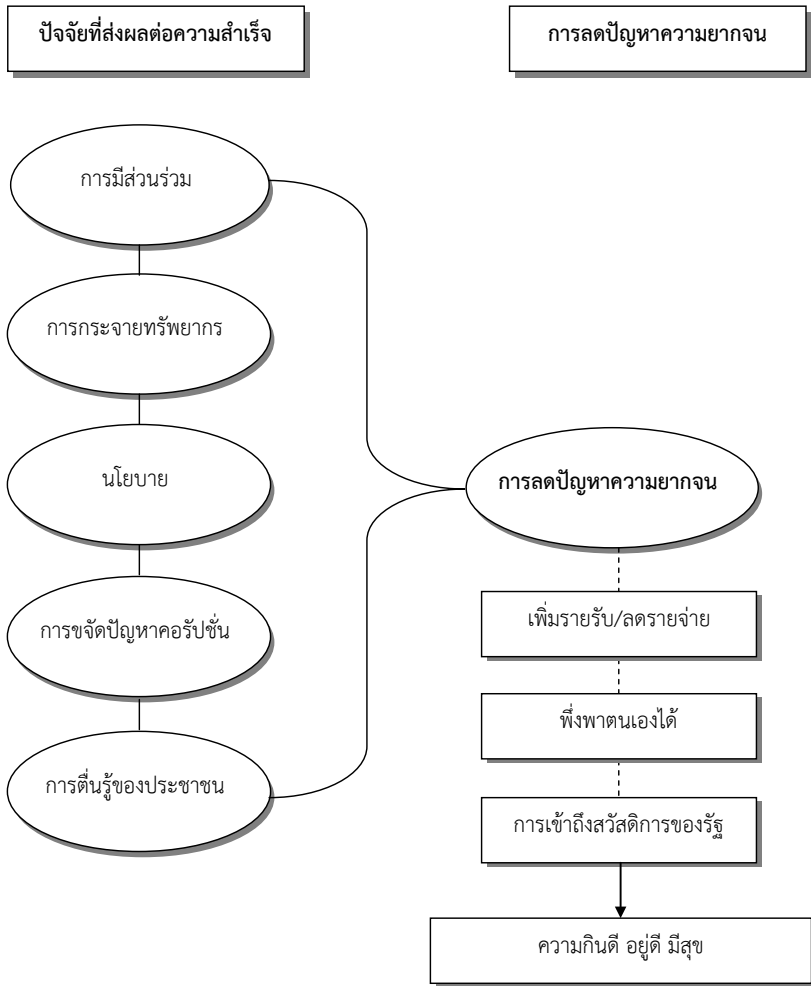 ปัจจัยที่ส่งผลต่อความสำเร็จ
การลดปัญหาความยากจน
การมีส่วนร่วม
การกระจายทรัพยากร
นโยบาย
การขจัดปัญหาคอรัปชั่น
การตื่นรู้ของประชาชน
การลดปัญหาความยากจน
เพิ่มรายรับ/ลดรายจ่าย
พึ่งพาตนเองได้
การเข้าถึงสวัสดิการของรัฐ
ความกินดี อยู่ดี มีสุข